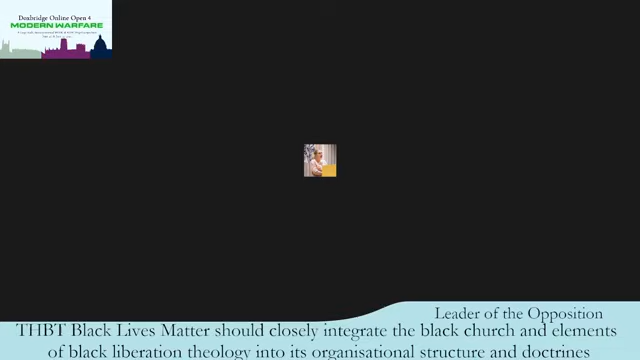 Doxbridge Online Open 4
MODERN WARFARE
Leader of the Opposition
THBT Black Lives Matter should closely integrate the black church and elements
of black liberation theology into its organisational structure and doctrines